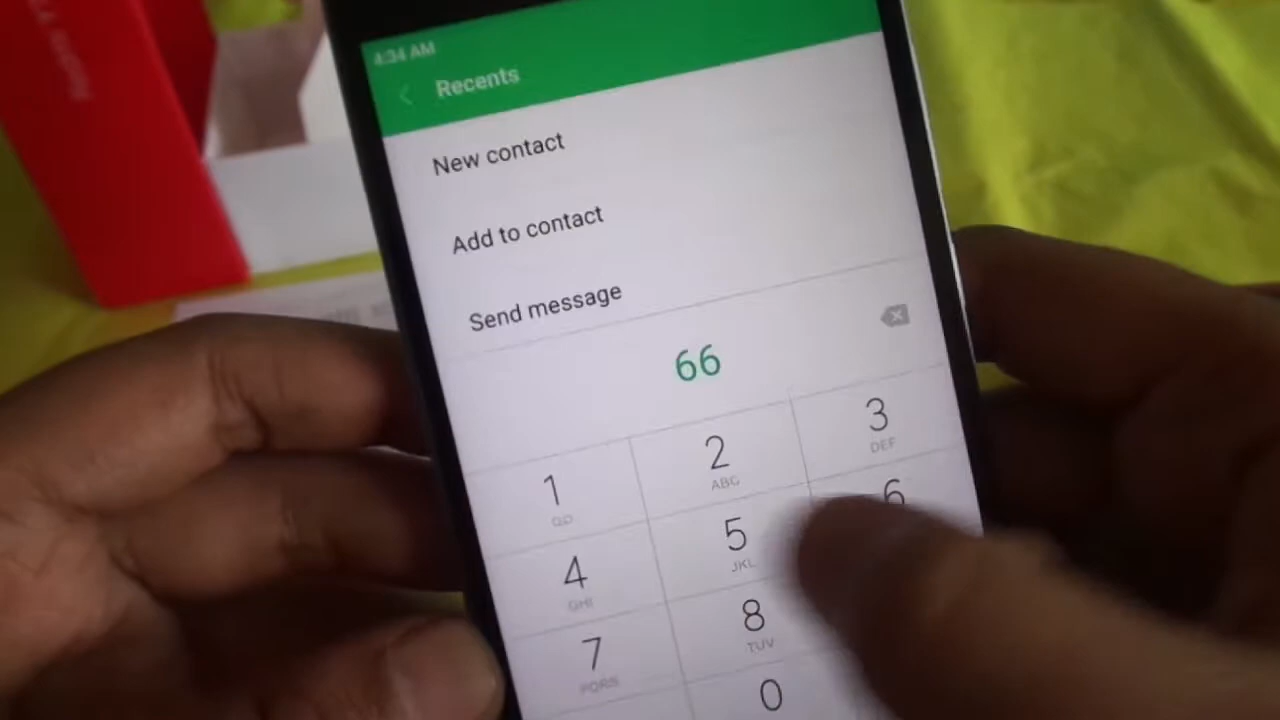 4:34 AM
Recents
New contact
Add to contact
Send message
66
1
2
ABC
3
DEF
4
GHI
5
JKL
6
7
PQRS
8
TUV
0